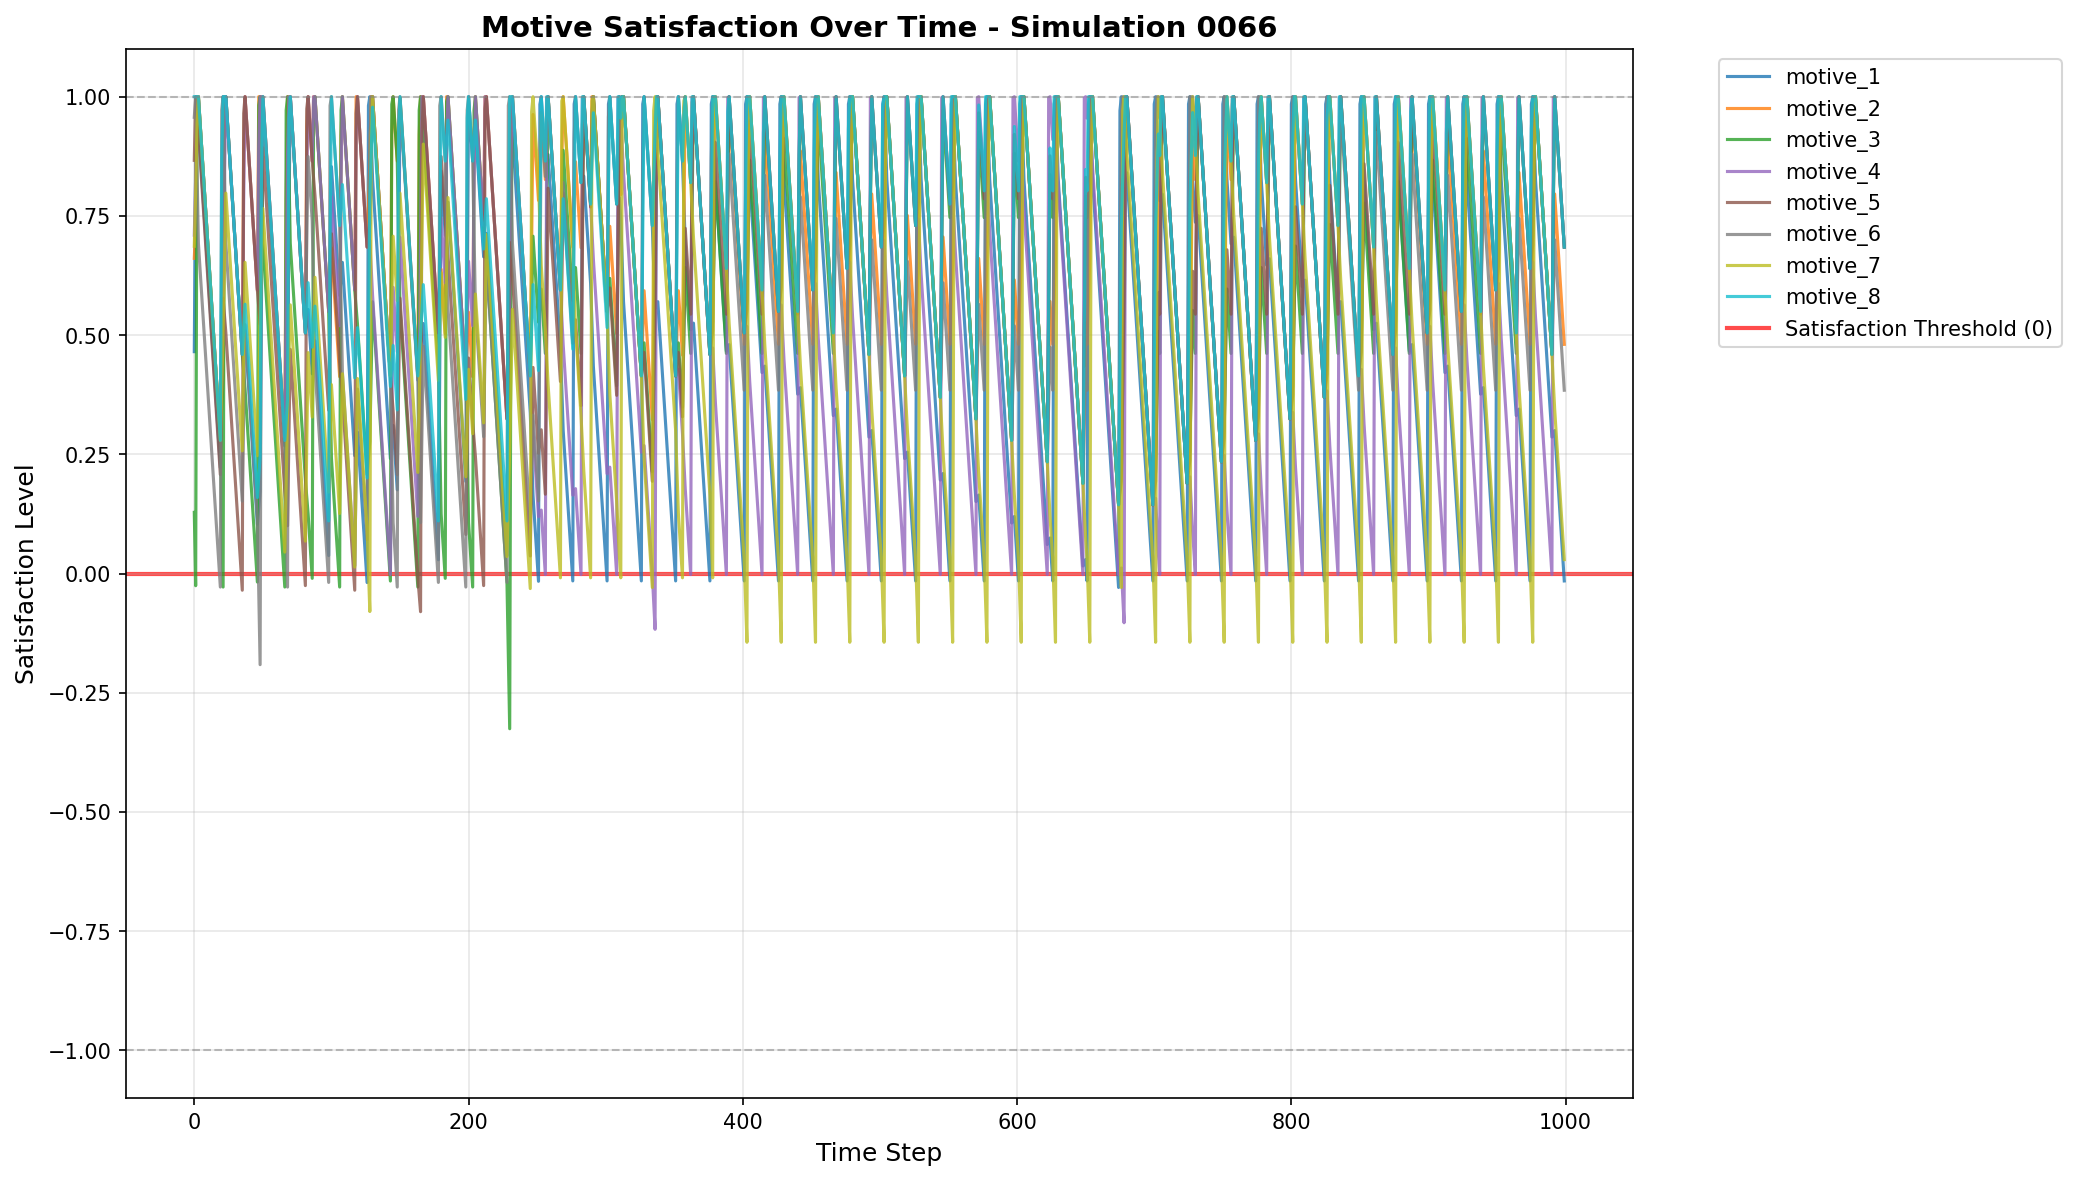 Motive Satisfaction Over Time - Simulation 0066
1.00
0.75
0.50
0.25
0.00
−0.25
−0.50
−0.75
−1.00
Satisfaction Level
0
200
400
600
800
1000
Time Step
motive_1
motive_2
motive_3
motive_4
motive_5
motive_6
motive_7
motive_8
Satisfaction Threshold (0)